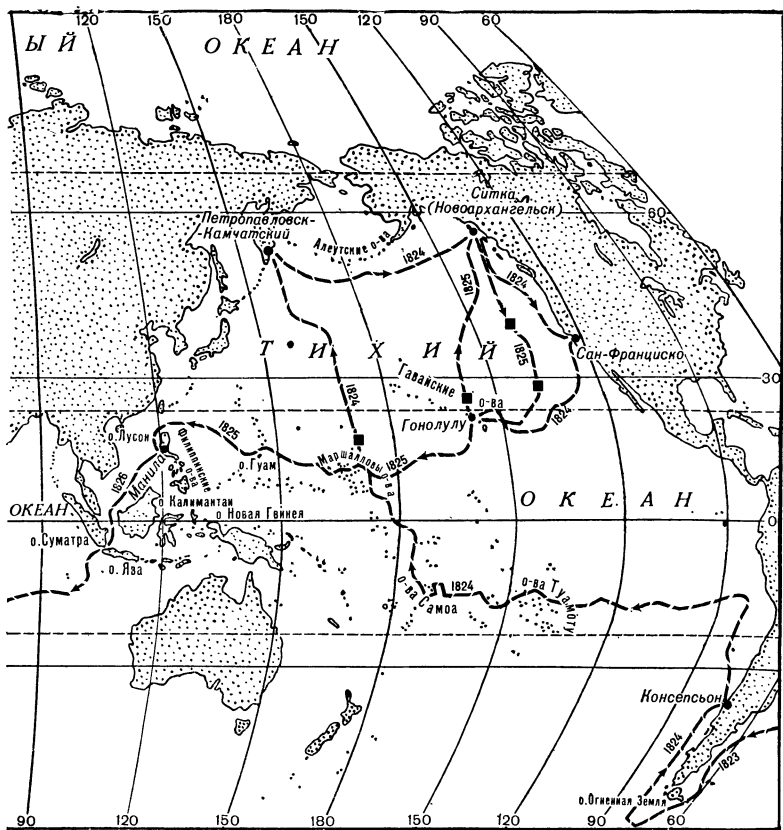 120 150 180 150 120 90 60
ЫЙ ОКЕАН
Ситка
(Новоархангельск)
60
Петропавловск-
Камчатский
Алеутские о-ва
1824
1824
1825
ТИХИЙ
1825
Сан-Франциско
30
1824
Гавайские
о-ва
1824
Гонолулу
о.Лусон
1825
Филиппинские
о-ва
Манила
о.Гуам
Маршалловы о-ва
1825
1826
ОКЕАН
о Калимантан
о Новая Гвинея
ОКЕАН
0
о.Суматра
о. Ява
1824
о-ва Самоа
о-ва Туамоту
Консепсьон
1824
1823
о.Огненная Земля
90 120 150 180 150 120 90 60